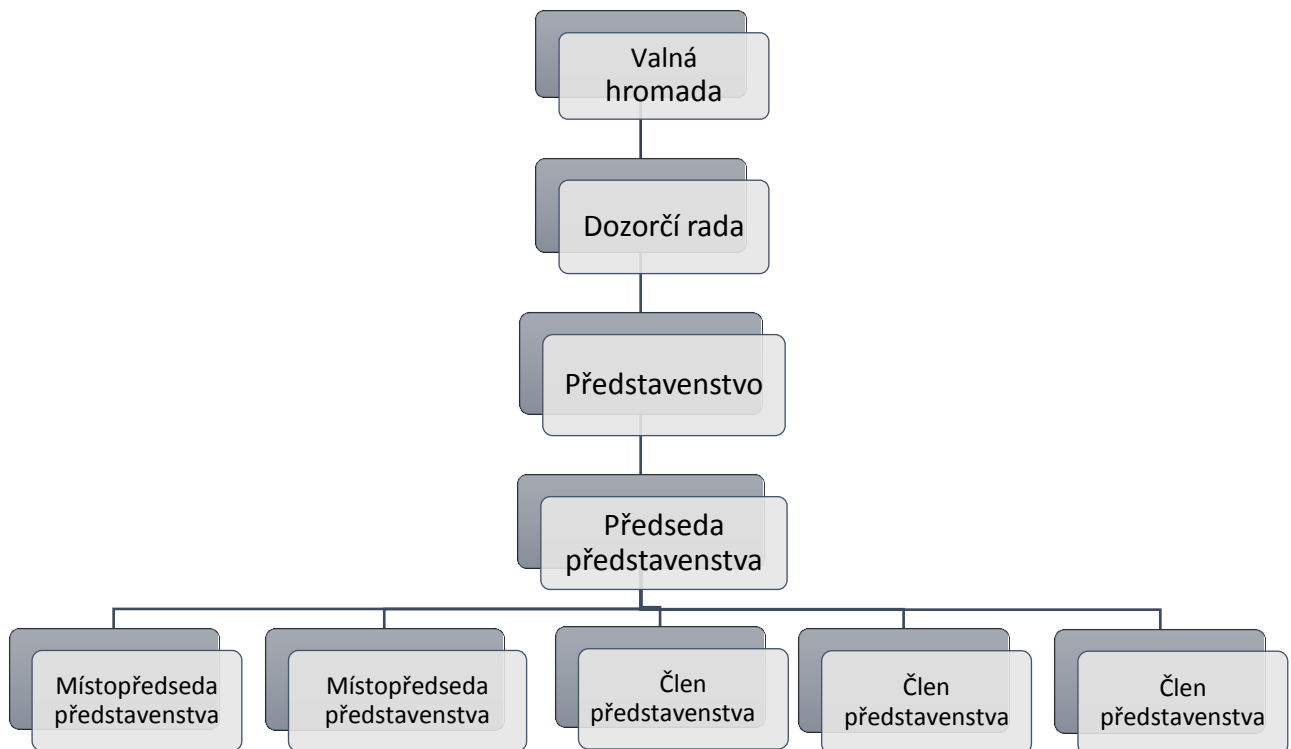 Valná
hromada
Dozorčí rada
Představenstvo
Předseda
představenstva
Místopředseda
představenstva
Místopředseda
představenstva
Člen
představenstva
Člen
představenstva
Člen
představenstva